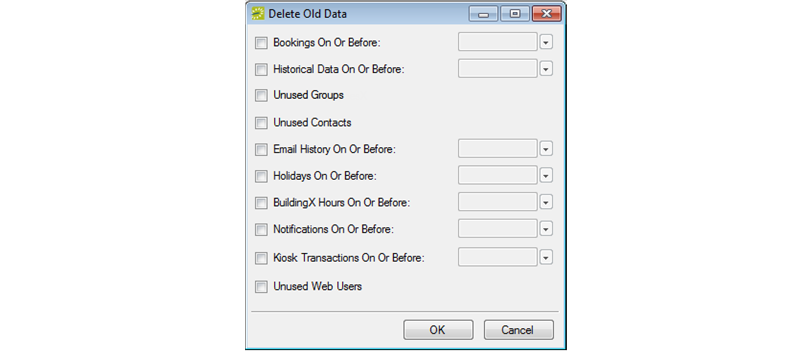 Delete Old Data
Bookings On Or Before:
Historical Data On Or Before:
Unused Groups
Unused Contacts
Email History On Or Before:
Holidays On Or Before:
BuildingX Hours On Or Before:
Notifications On Or Before:
Kiosk Transactions On Or Before:
Unused Web Users
OK Cancel